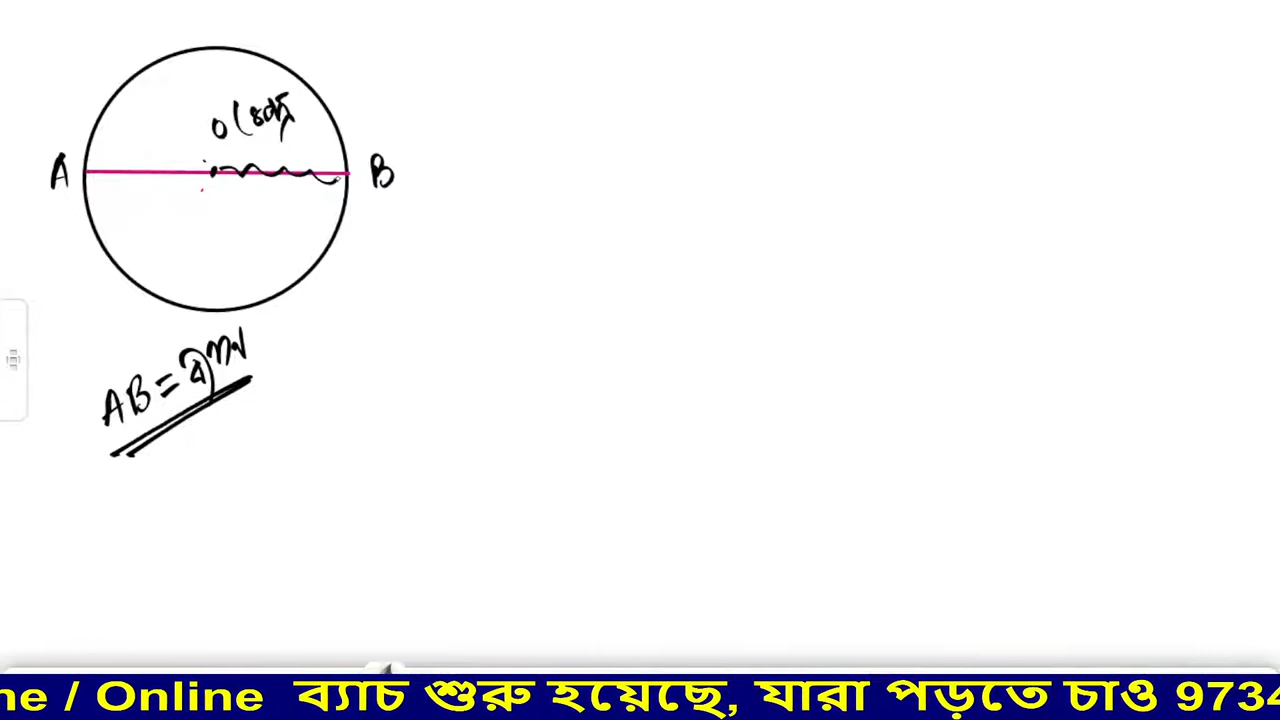 O (কেন্দ্র
A B
AB = ব্যাস
ne / Online ব্যাচ শুরু হয়েছে, যারা পড়তে চাও 9734